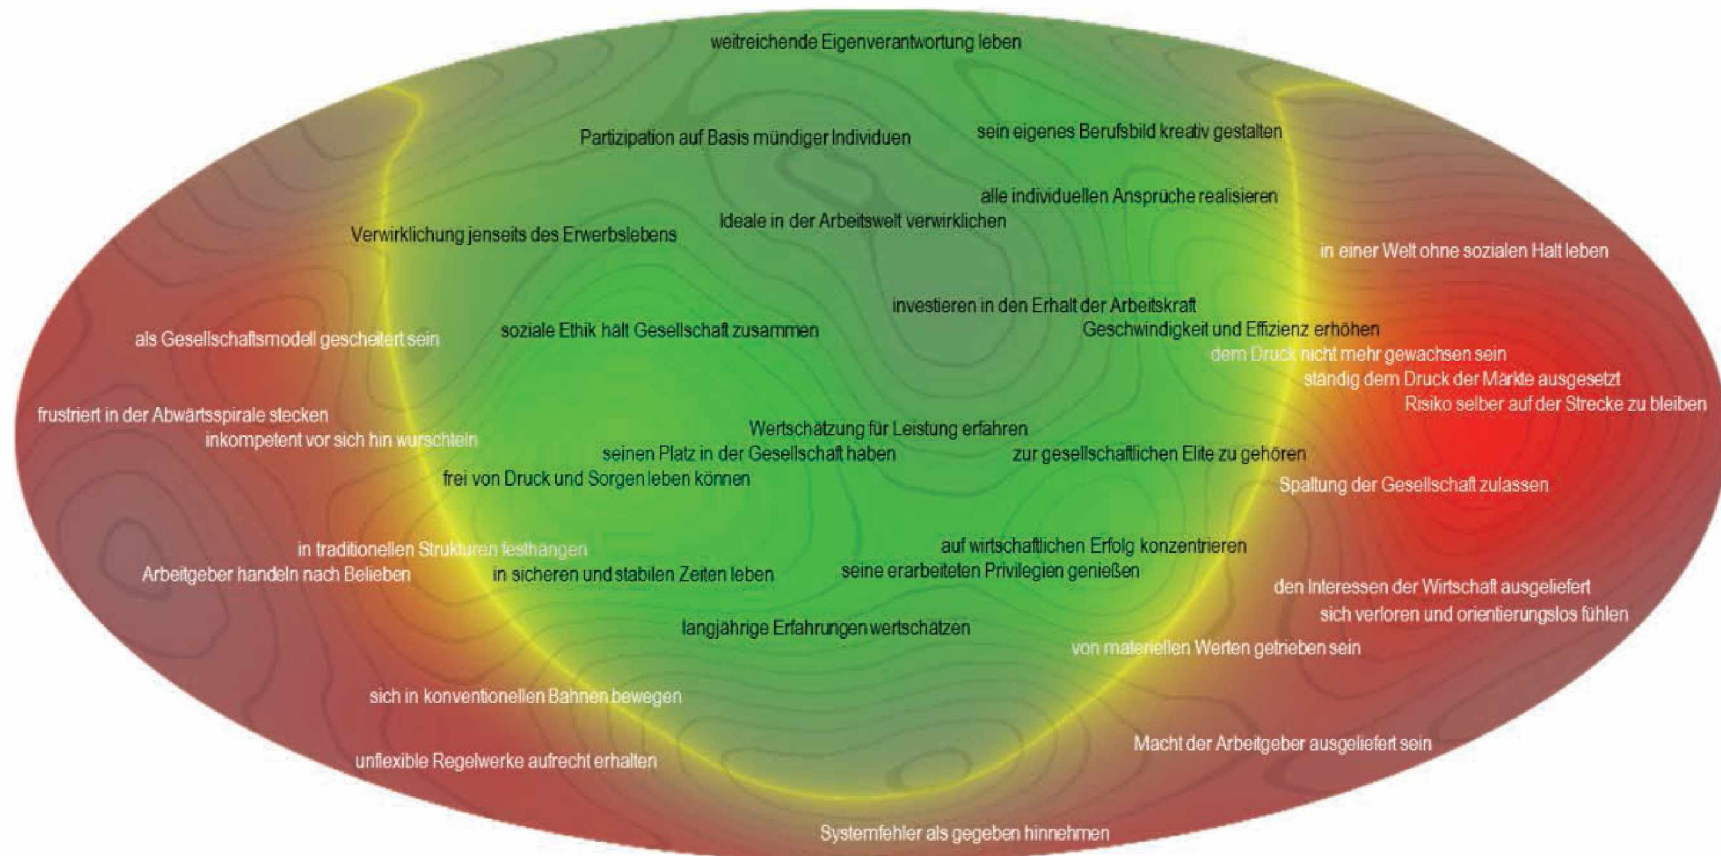 weitreichende Eigenverantwortung leben
Partizipation auf Basis mündiger Individuen
sein eigenes Berufsbild kreativ gestalten
alle individuellen Ansprüche realisieren
Ideale in der Arbeitswelt verwirklichen
Verwirklichung jenseits des Erwerbslebens
in einer Welt ohne sozialen Halt leben
investieren in den Erhalt der Arbeitskraft
soziale Ethik hält Gesellschaft zusammen
Geschwindigkeit und Effizienz erhöhen
als Gesellschaftsmodell gescheitert sein
dem Druck nicht mehr gewachsen sein
ständig dem Druck der Märkte ausgesetzt
Risiko selber auf der Strecke zu bleiben
frustriert in der Abwärtsspirale stecken
Wertschätzung für Leistung erfahren
inkompetent vor sich hin wurschteln
seinen Platz in der Gesellschaft haben
zur gesellschaftlichen Elite zu gehören
frei von Druck und Sorgen leben können
Spaltung der Gesellschaft zulassen
in traditionellen Strukturen festhängen
auf wirtschaftlichen Erfolg konzentrieren
Arbeitgeber handeln nach Belieben
in sicheren und stabilen Zeiten leben
seine erarbeiteten Privilegien genießen
den Interessen der Wirtschaft ausgeliefert
sich verloren und orientierungslos fühlen
langjährige Erfahrungen wertschätzen
von materiellen Werten getrieben sein
sich in konventionellen Bahnen bewegen
Macht der Arbeitgeber ausgeliefert sein
unflexible Regelwerke aufrecht erhalten
Systemfehler als gegeben hinnehmen